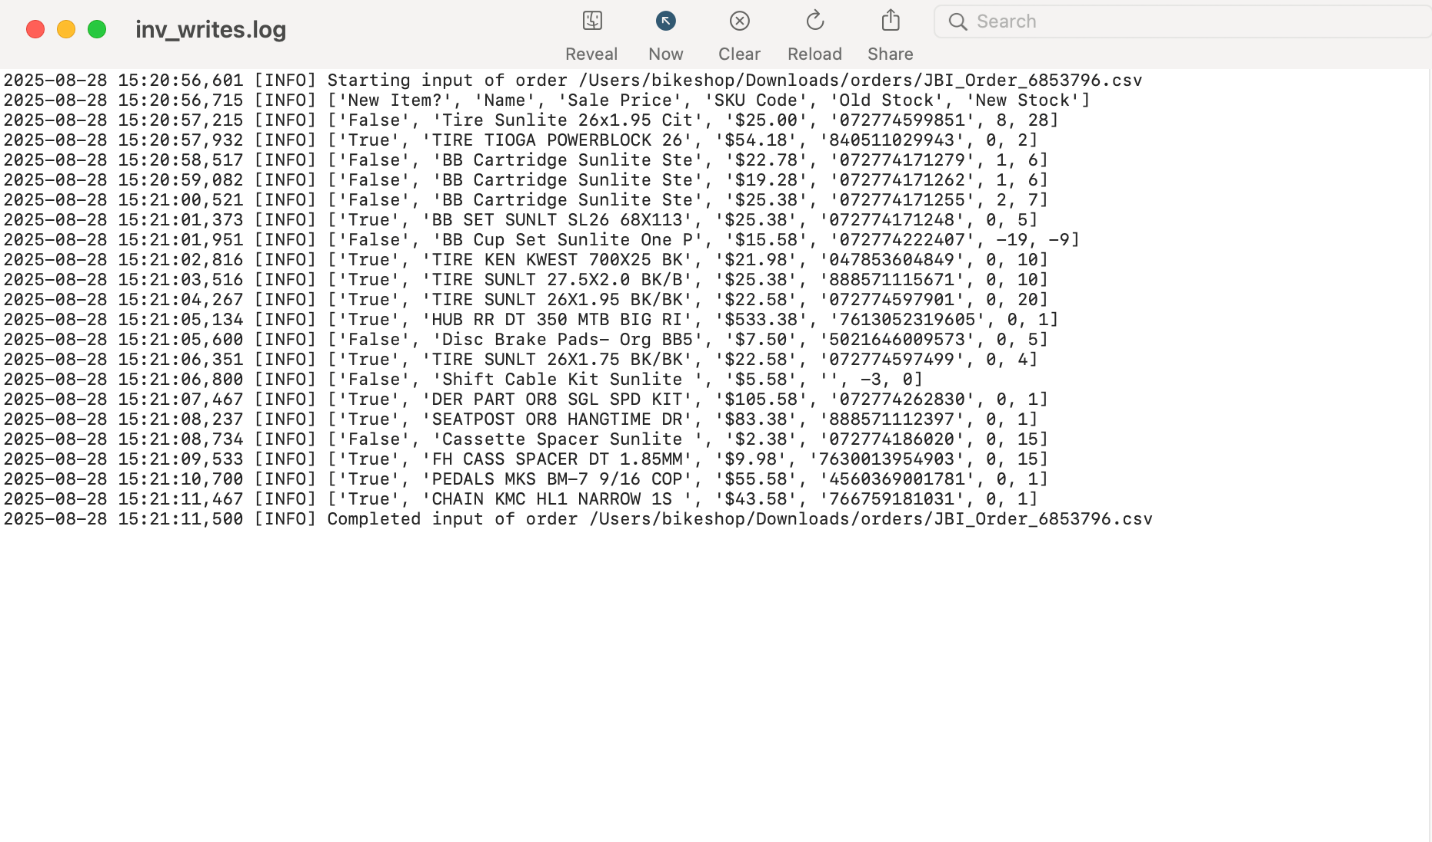 inv_writes.log
Reveal
Now
Clear
Reload
Share
Search
2025-08-28 15:20:56,601 [INFO] Starting input of order /Users/bikeshop/Downloads/orders/JBI_Order_6853796.csv
2025-08-28 15:20:56,715 [INFO] ['New Item?', 'Name', 'Sale Price', 'SKU Code', 'Old Stock', 'New Stock']
2025-08-28 15:20:57,215 [INFO] ['False', 'Tire Sunlite 26x1.95 Cit', '$25.00', '072774599851', 8, 28]
2025-08-28 15:20:57,932 [INFO] ['True', 'TIRE TIOGA POWERBLOCK 26', '$54.18', '840511029943', 0, 2]
2025-08-28 15:20:58,517 [INFO] ['False', 'BB Cartridge Sunlite Ste', '$22.78', '072774171279', 1, 6]
2025-08-28 15:20:59,082 [INFO] ['False', 'BB Cartridge Sunlite Ste', '$19.28', '072774171262', 1, 6]
2025-08-28 15:21:00,521 [INFO] ['False', 'BB Cartridge Sunlite Ste', '$25.38', '072774171255', 2, 7]
2025-08-28 15:21:01,373 [INFO] ['True', 'BB SET SUNLT SL26 68X113', '$25.38', '072774171248', 0, 5]
2025-08-28 15:21:01,951 [INFO] ['False', 'BB Cup Set Sunlite One P', '$15.58', '072774222407', -19, -9]
2025-08-28 15:21:02,816 [INFO] ['True', 'TIRE KEN KWEST 700X25 BK', '$21.98', '047853604849', 0, 10]
2025-08-28 15:21:03,516 [INFO] ['True', 'TIRE SUNLT 27.5X2.0 BK/B', '$25.38', '888571115671', 0, 10]
2025-08-28 15:21:04,267 [INFO] ['True', 'TIRE SUNLT 26X1.95 BK/BK', '$22.58', '072774597901', 0, 20]
2025-08-28 15:21:05,134 [INFO] ['True', 'HUB RR DT 350 MTB BIG RI', '$533.38', '7613052319605', 0, 1]
2025-08-28 15:21:05,600 [INFO] ['False', 'Disc Brake Pads- Org BB5', '$7.50', '5021646009573', 0, 5]
2025-08-28 15:21:06,351 [INFO] ['True', 'TIRE SUNLT 26X1.75 BK/BK', '$22.58', '072774597499', 0, 4]
2025-08-28 15:21:06,800 [INFO] ['False', 'Shift Cable Kit Sunlite ', '$5.58', '', -3, 0]
2025-08-28 15:21:07,467 [INFO] ['True', 'DER PART OR8 SGL SPD KIT', '$105.58', '072774262830', 0, 1]
2025-08-28 15:21:08,237 [INFO] ['True', 'SEATPOST OR8 HANGTIME DR', '$83.38', '888571112397', 0, 1]
2025-08-28 15:21:08,734 [INFO] ['False', 'Cassette Spacer Sunlite ', '$2.38', '072774186020', 0, 15]
2025-08-28 15:21:09,533 [INFO] ['True', 'FH CASS SPACER DT 1.85MM', '$9.98', '7630013954903', 0, 15]
2025-08-28 15:21:10,700 [INFO] ['True', 'PEDALS MKS BM-7 9/16 COP', '$55.58', '4560369001781', 0, 1]
2025-08-28 15:21:11,467 [INFO] ['True', 'CHAIN KMC HL1 NARROW 1S ', '$43.58', '766759181031', 0, 1]
2025-08-28 15:21:11,500 [INFO] Completed input of order /Users/bikeshop/Downloads/orders/JBI_Order_6853796.csv